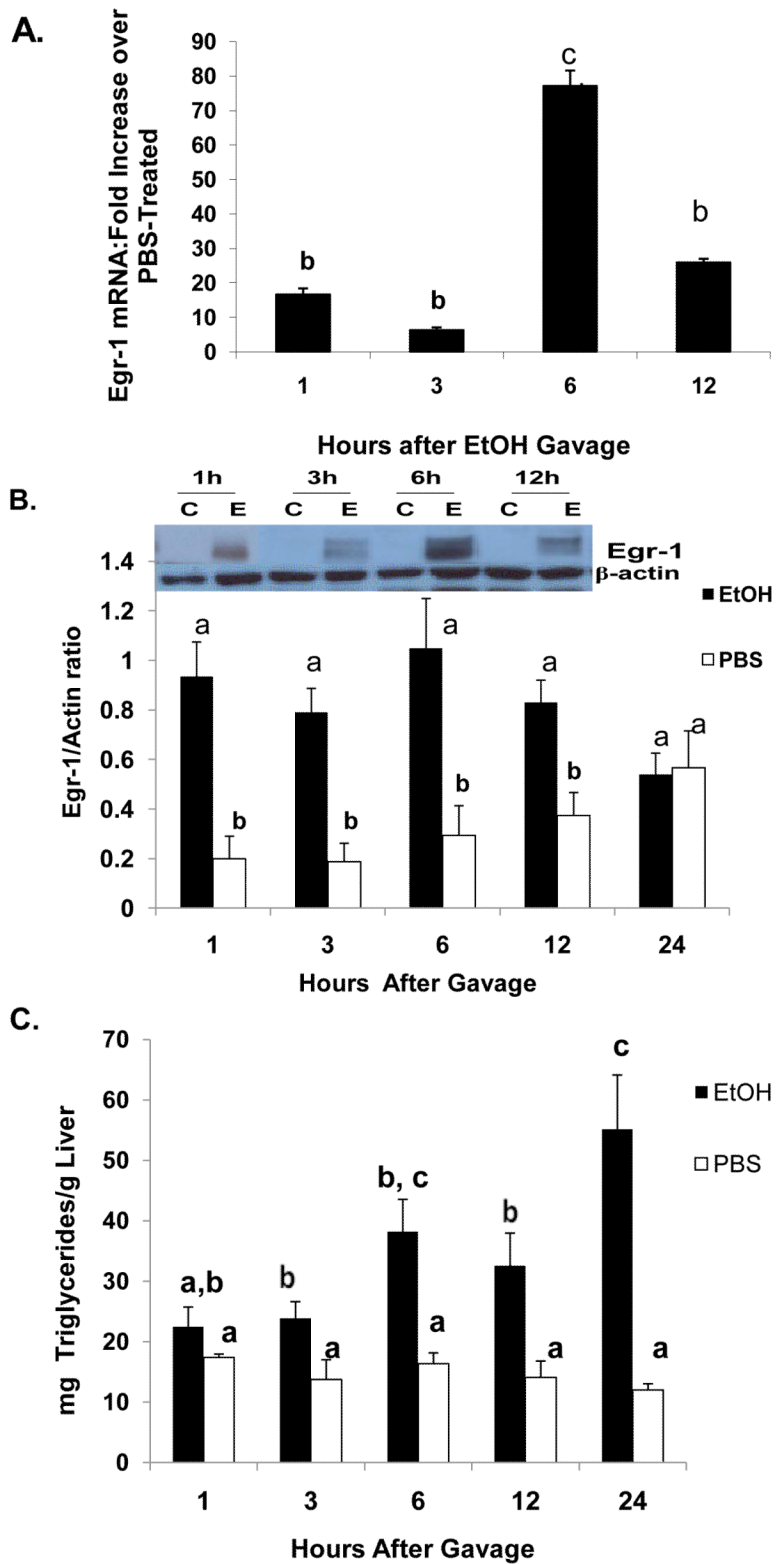 A.
Egr-1 mRNA:Fold Increase over
PBS-Treated
90
80
70
60
50
40
30
20
10
0
b
b
c
b
1 3 6 12
Hours after EtOH Gavage
B.
1h 3h 6h 12h
C E C E C E C E
Egr-1
β-actin
Egr-1/Actin ratio
1.4
1.2
1
0.8
0.6
0.4
0.2
0
EtOH
PBS
a
b
a
b
a
b
a
b
a
a
1 3 6 12 24
Hours After Gavage
C.
mg Triglycerides/g Liver
70
60
50
40
30
20
10
0
EtOH
PBS
a,b
a
b
a
b, c
a
b
a
c
a
1 3 6 12 24
Hours After Gavage